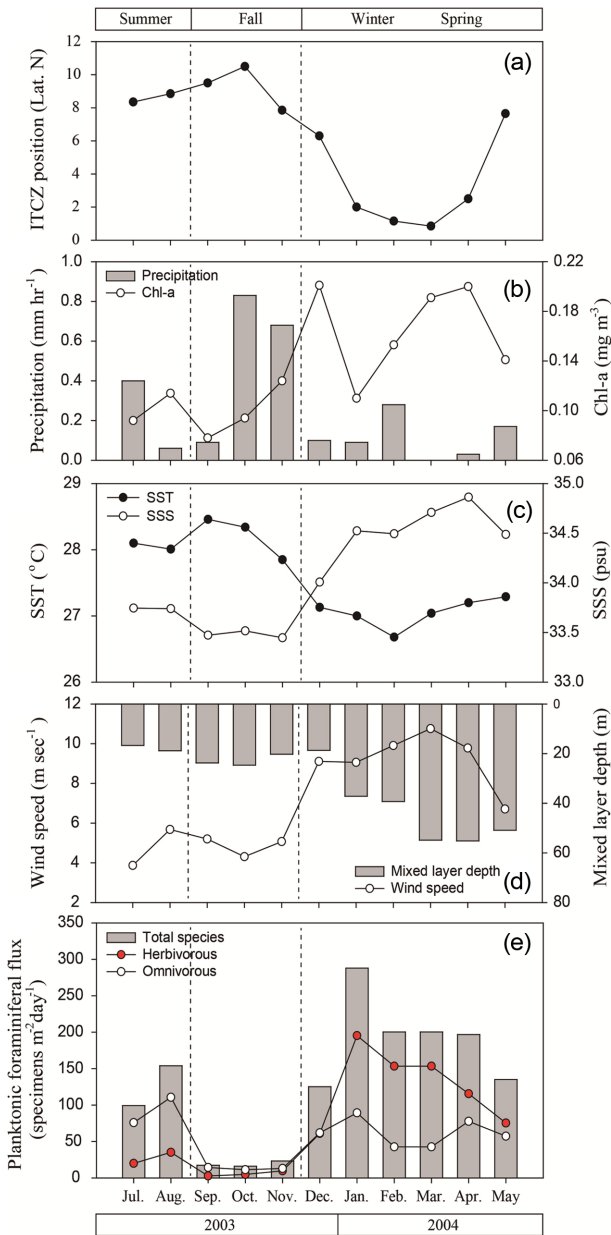 Summer Fall Winter Spring
(a)
12
10
8
6
4
2
0
ITCZ position (Lat. N)
Precipitation
Chl-a
(b)
1.0
0.8
0.6
0.4
0.2
0.0
Precipitation (mm hr⁻¹)
0.22
0.18
0.14
0.10
0.06
Chl-a (mg m⁻³)
SST
SSS
(c)
29
28
27
26
SST (°C)
35.0
34.5
34.0
33.5
33.0
SSS (psu)
12
10
8
6
4
2
Wind speed (m sec⁻¹)
0
20
40
60
80
Mixed layer depth (m)
Mixed layer depth
Wind speed
(d)
Total species
Herbivorous
Omnivorous
(e)
350
300
250
200
150
100
50
0
Planktonic foraminiferal flux
(specimens m⁻²day⁻¹)
Jul. Aug. Sep. Oct. Nov. Dec. Jan. Feb. Mar. Apr. May
2003 2004